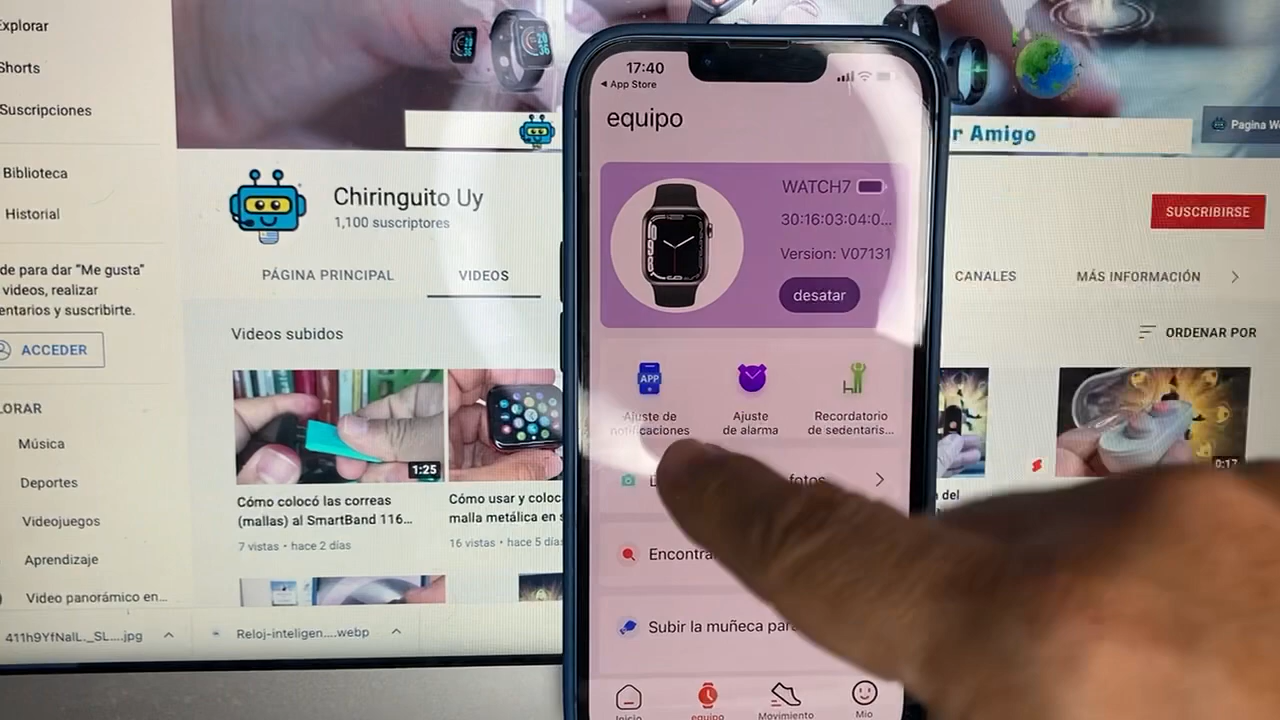 Explorar
Shorts
Suscripciones
Biblioteca
Historial
de para dar "Me gusta"
videos, realizar
entarios y suscribirte.
ACCEDER
LORAR
Música
Deportes
Videojuegos
Aprendizaje
Video panorámico en...
411h9YfNalL._SL....jpg
Reloj-inteligen....webp
r Amigo
Pagina We
Chiringuito Uy
1,100 suscriptores
SUSCRIBIRSE
PÁGINA PRINCIPAL
VIDEOS
CANALES
MÁS INFORMACIÓN
Videos subidos
ORDENAR POR
1:25
Cómo colocó las correas
(mallas) al SmartBand 116...
7 vistas • hace 2 días
Cómo usar y coloc
malla metálica en S
16 vistas • hace 5 día
0:17
del
17:40
App Store
equipo
WATCH7
30:16:03:04:0...
Version: V07131
desatar
APP
Ajuste de
notificaciones
Ajuste
de alarma
Recordatorio
de sedentaris...
fotos
Encontra
Subir la muñeca para
Inicio
equipo
Movimiento
Mio